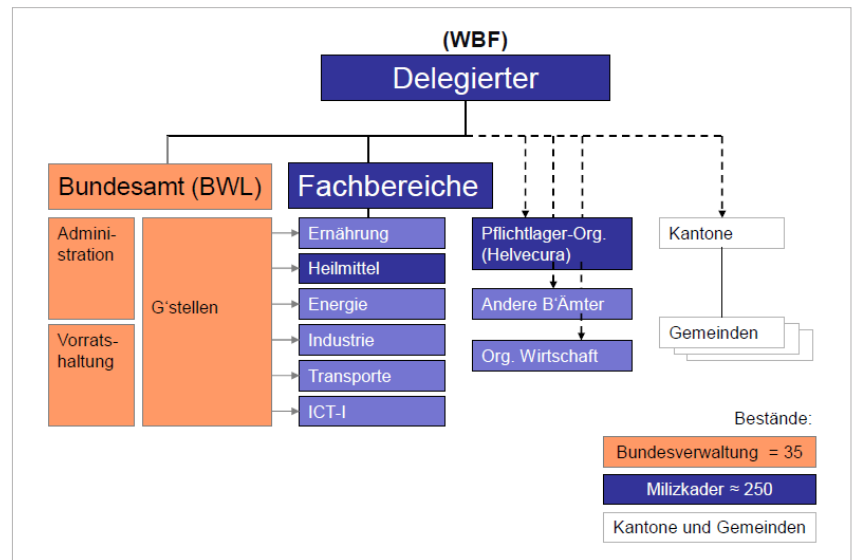 (WBF)
Delegierter
Bundesamt (BWL)
Fachbereiche
Admini-
stration
Vorrats-
haltung
G‘stellen
Ernährung
Heilmittel
Energie
Industrie
Transporte
ICT-I
Pflichtlager-Org.
(Helvecura)
Andere B‘Ämter
Org. Wirtschaft
Kantone
Gemeinden
Bestände:
Bundesverwaltung = 35
Milizkader ≈ 250
Kantone und Gemeinden